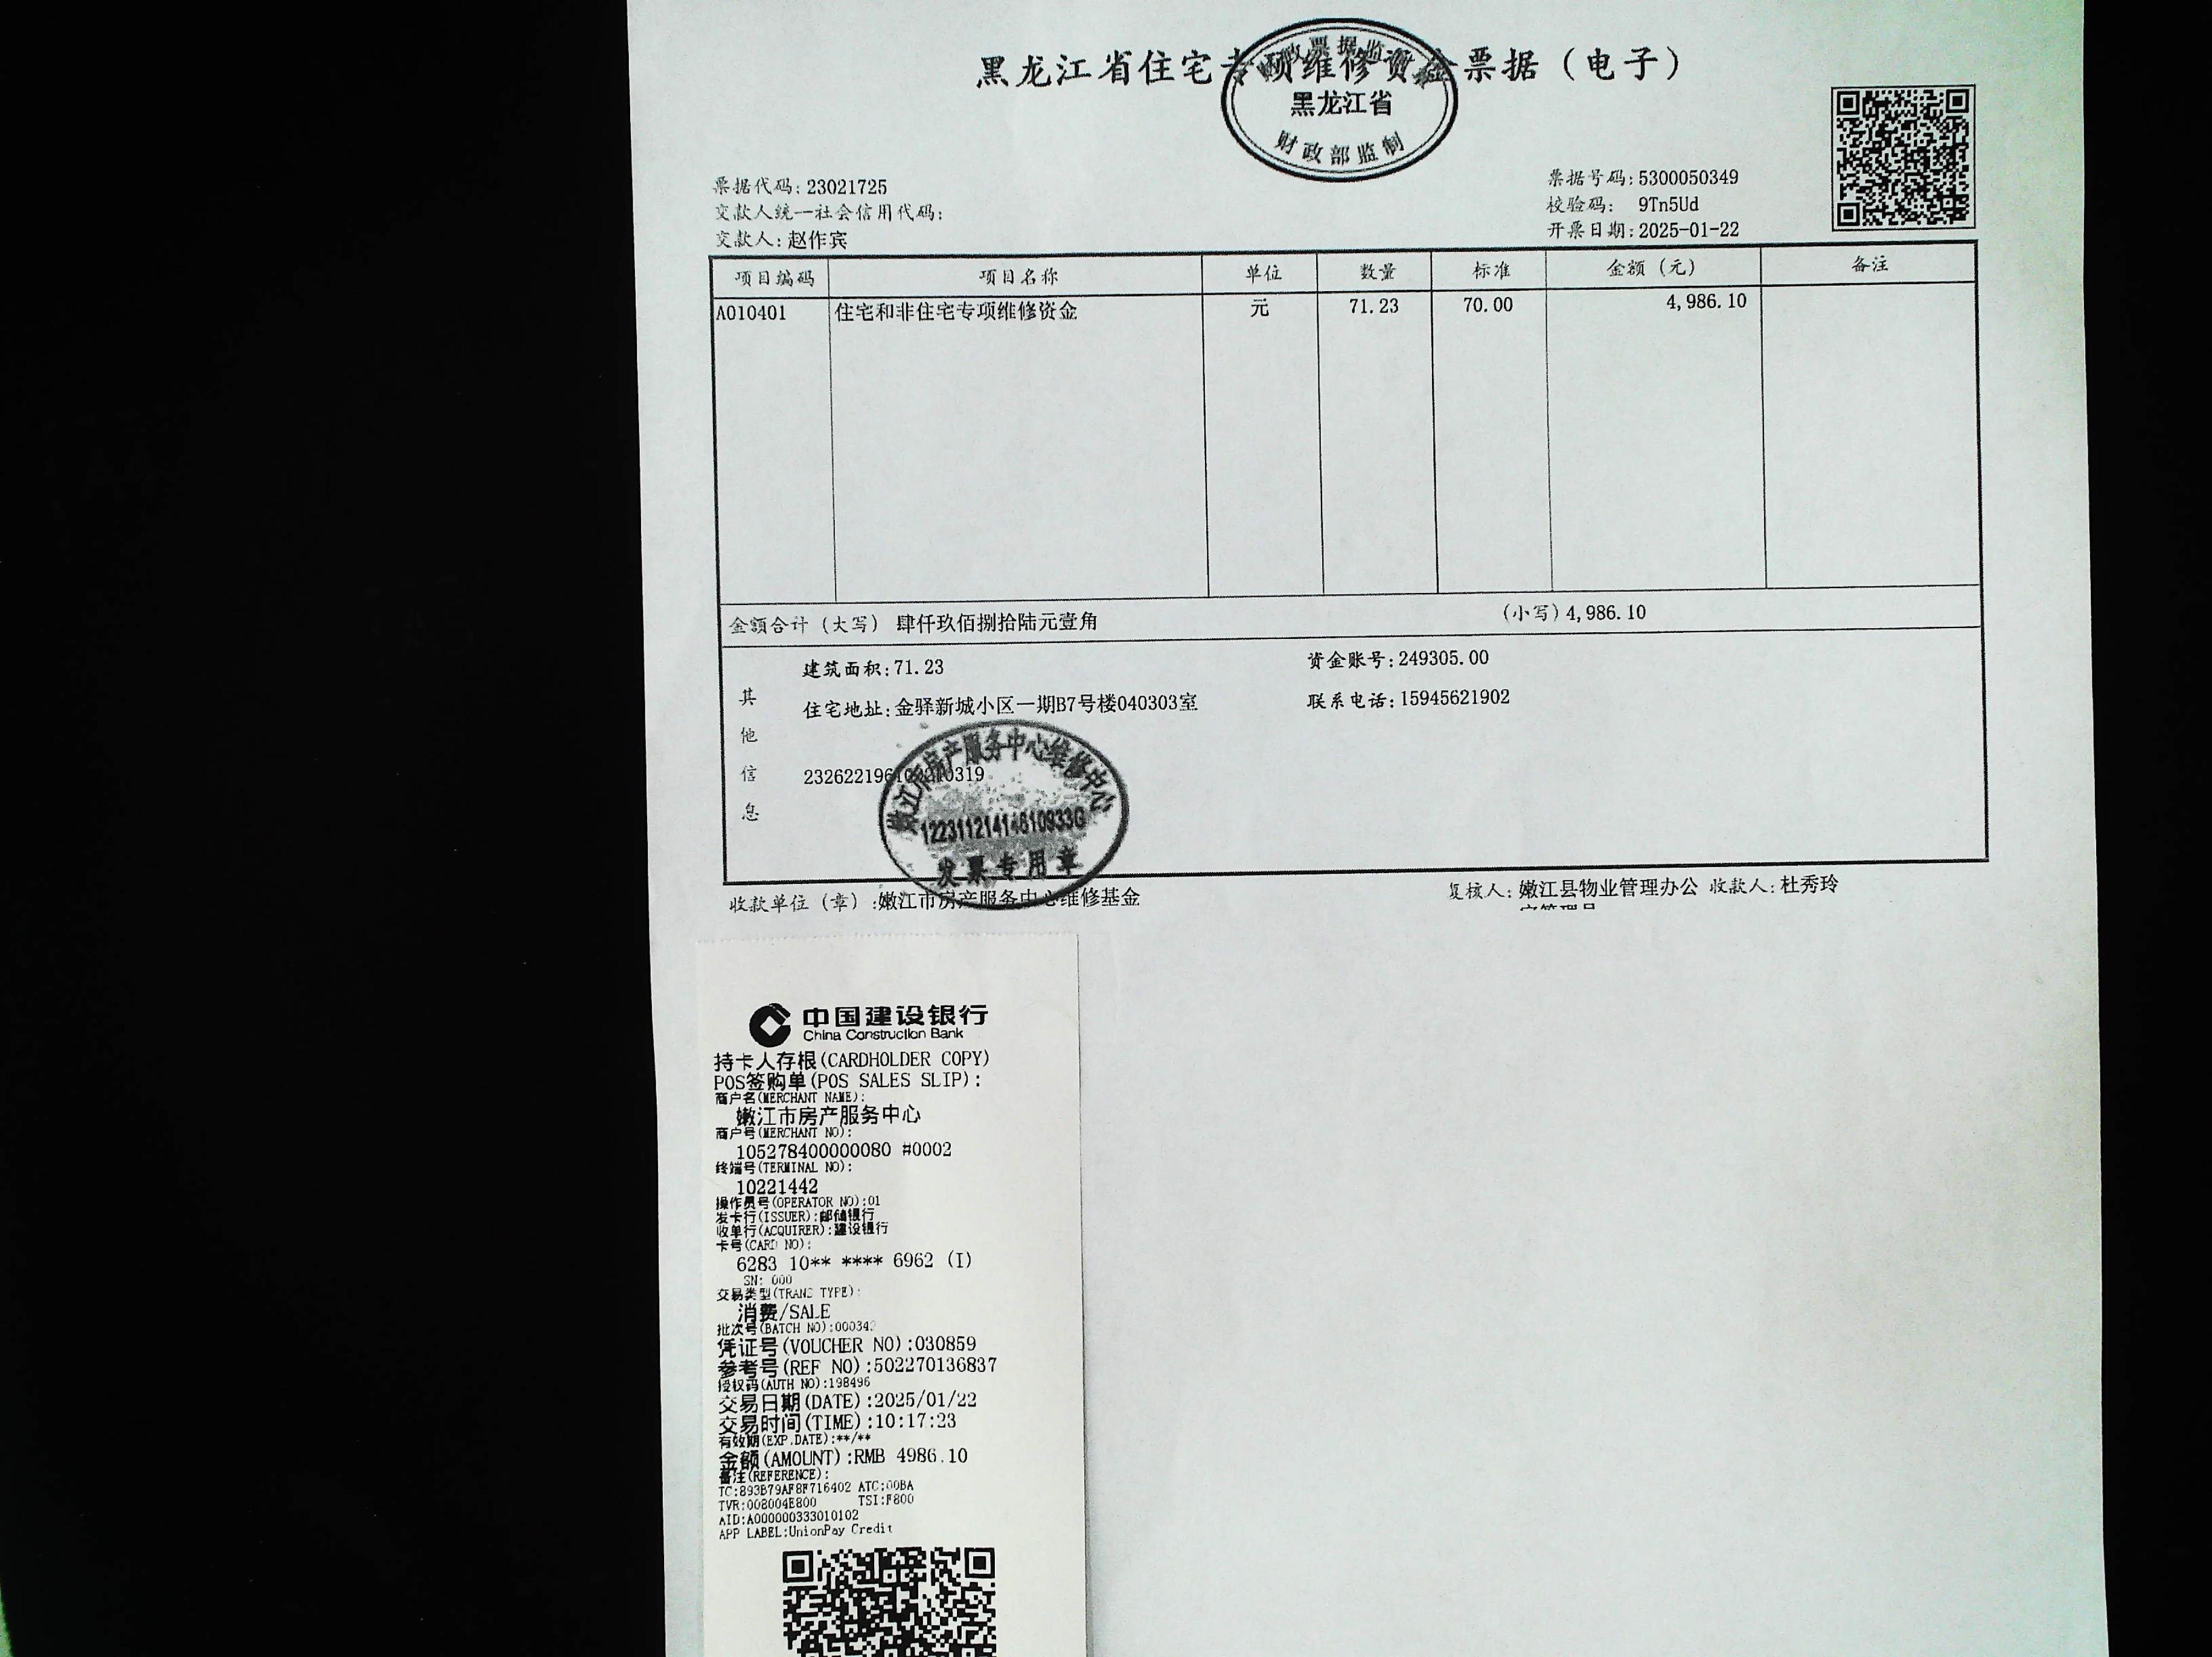 黑龙江省住宅专项维修资金票据（电子）
黑龙江省
财政部监制
票据代码：23021725
票据号码：5300050349
交款人统一社会信用代码：
校验码： 9Tn5Ud
交款人：赵作宾
开票日期：2025-01-22
项目编码 项目名称 单位 数量 标准 金额（元） 备注
A010401 住宅和非住宅专项维修资金 元 71.23 70.00 4,986.10
金额合计（大写） 肆仟玖佰捌拾陆元壹角 （小写）4,986.10
其他信息
建筑面积：71.23 资金账号：249305.00
住宅地址：金驿新城小区一期B7号楼040303室 联系电话：15945621902
嫩江市房产服务中心维修中心
发票专用章
收款单位（章）：嫩江市房产服务中心维修基金 复核人：嫩江县物业管理办公 收款人：杜秀玲
中国建设银行
China Construction Bank
持卡人存根(CARDHOLDER COPY)
POS签购单(POS SALES SLIP):
商户名(MERCHANT NAME):
嫩江市房产服务中心
商户号(MERCHANT NO):
105278400000080 #0002
终端号(TERMINAL NO):
10221442
操作员号(OPERATOR NO):01
发卡行(ISSUER):邮储银行
收单行(ACQUIRER):建设银行
卡号(CARD NO):
6283 10** **** 6962 (I)
SN: 000
交易类型(TRANS TYPE):
消费/SALE
批次号(BATCH NO):
凭证号(VOUCHER NO):030859
参考号(REF NO):502270136837
授权码(AUTH NO):198496
交易日期(DATE):2025/01/22
交易时间(TIME):10:17:23
有效期(EXP.DATE):**/**
金额(AMOUNT):RMB 4986.10
备注(REFERENCE):
TC:893B79AF8F716402 ATC:00BA
TVR:008004E800 TSI:F800
AID:A000000333010102
APP LABEL:UnionPay Credit